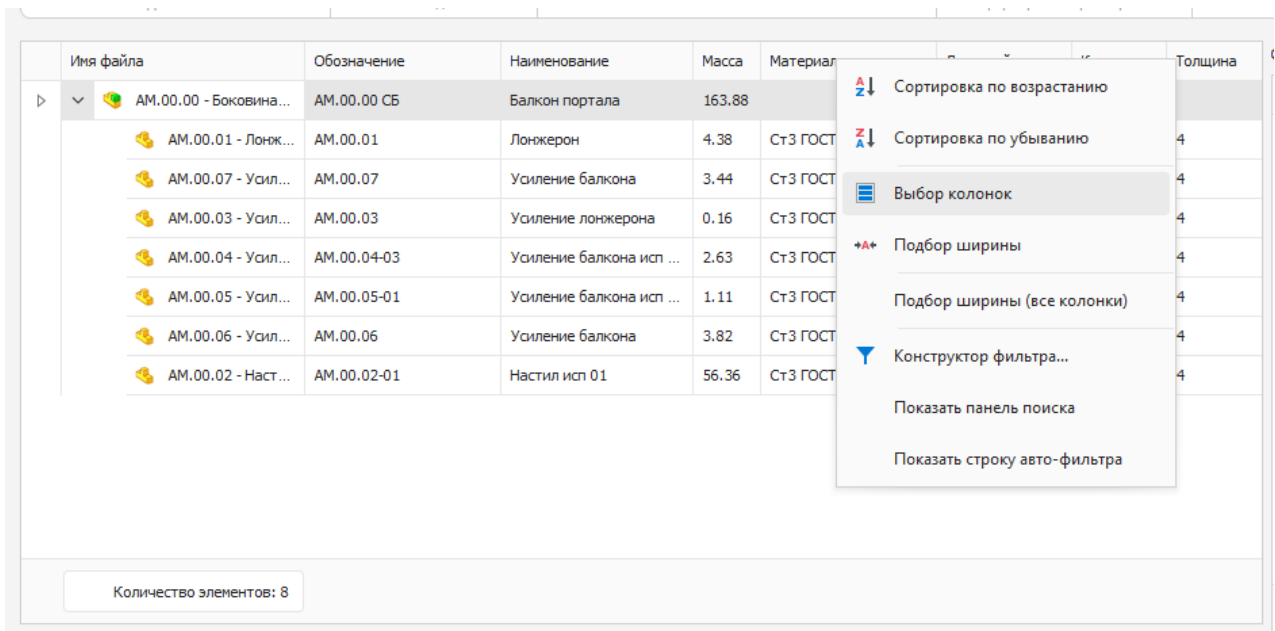 Имя файла Обозначение Наименование Масса Материал Толщина
АМ.00.00 - Боковина... АМ.00.00 СБ Балкон портала 163.88
АМ.00.01 - Лонж... АМ.00.01 Лонжерон 4.38 Ст3 ГОСТ 4
АМ.00.07 - Усил... АМ.00.07 Усиление балкона 3.44 Ст3 ГОСТ 4
АМ.00.03 - Усил... АМ.00.03 Усиление лонжерона 0.16 Ст3 ГОСТ 4
АМ.00.04 - Усил... АМ.00.04-03 Усиление балкона исп ... 2.63 Ст3 ГОСТ 4
АМ.00.05 - Усил... АМ.00.05-01 Усиление балкона исп ... 1.11 Ст3 ГОСТ 4
АМ.00.06 - Усил... АМ.00.06 Усиление балкона 3.82 Ст3 ГОСТ 4
АМ.00.02 - Наст... АМ.00.02-01 Настил исп 01 56.36 Ст3 ГОСТ 4
Сортировка по возрастанию
Сортировка по убыванию
Выбор колонок
Подбор ширины
Подбор ширины (все колонки)
Конструктор фильтра...
Показать панель поиска
Показать строку авто-фильтра
Количество элементов: 8